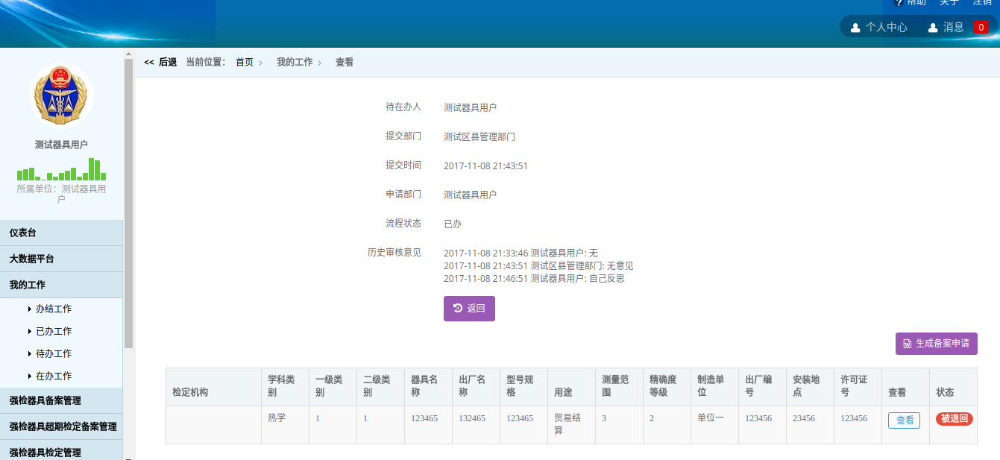 ? 帮助 关于 注销
个人中心 消息 0
<< 后退 当前位置： 首页 我的工作 查看
测试器具用户
所属单位：测试器具用
户
仪表台
大数据平台
我的工作
办结工作
已办工作
待办工作
在办工作
强检器具备案管理
强检器具超期检定备案管理
强检器具检定管理
待在办人 测试器具用户
提交部门 测试区县管理部门
提交时间 2017-11-08 21:43:51
申请部门 测试器具用户
流程状态 已办
历史审核意见 2017-11-08 21:33:46 测试器具用户: 无
2017-11-08 21:43:51 测试区县管理部门: 无意见
2017-11-08 21:46:51 测试器具用户: 自己反思
返回
生成备案申请
检定机构 学科类别 一级类别 二级类别 器具名称 出厂名称 型号规格 用途 测量范围 精确度等级 制造单位 出厂编号 安装地点 许可证号 查看 状态
热学 1 1 123465 132465 123465 贸易结算 3 2 单位一 123456 23456 123456 查看 被退回